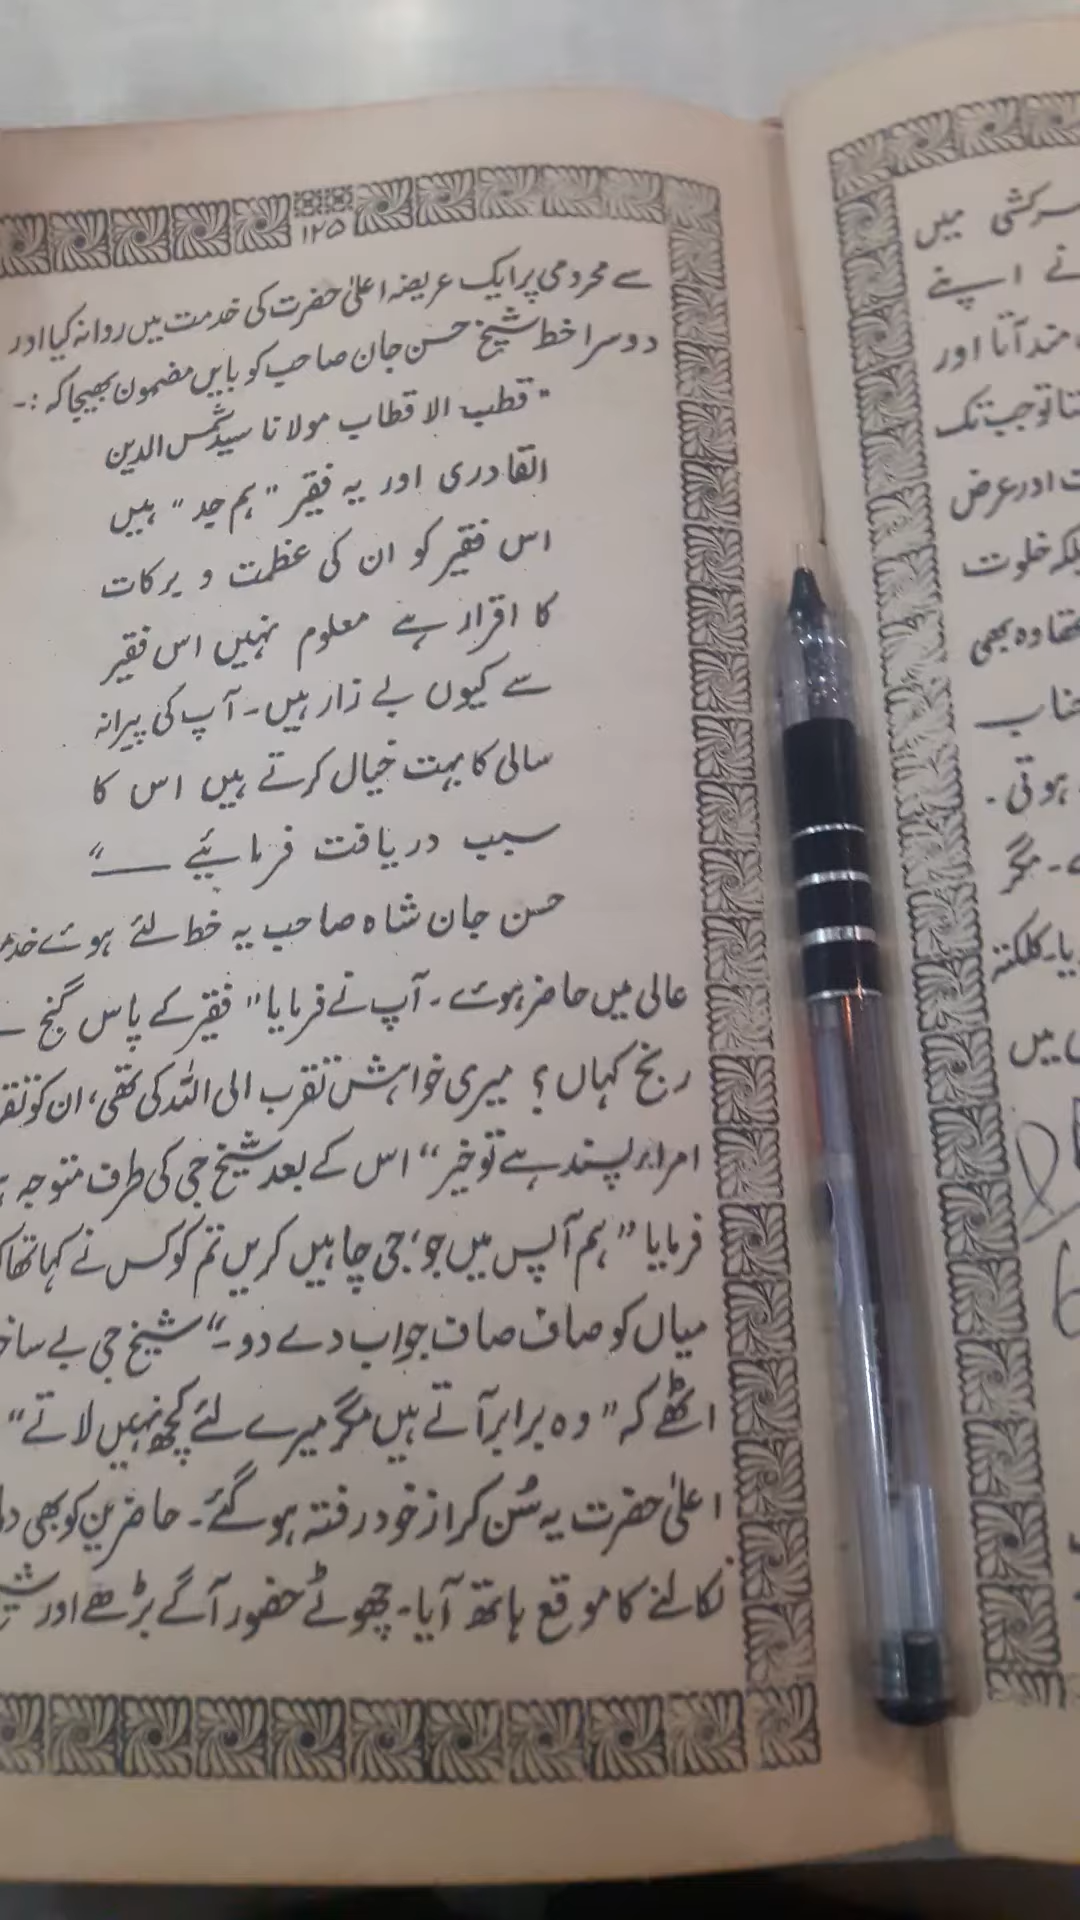 ۱۲۵
سے محرومی پر ایک عریضہ اعلیٰ حضرت کی خدمت میں روانہ کیا اور
دوسرا خط شیخ حسن جان صاحب کو بایں مضمون بھیجا کہ :-
"قطب الاقطاب مولانا سید شمس الدین
القادری اور یہ فقیر "ہم جد" ہیں
اس فقیر کو ان کی عظمت و برکات
کا اقرار ہے معلوم نہیں اس فقیر
سے کیوں بے زار ہیں۔ آپ کی پیرانہ
سالی کا بہت خیال کرتے ہیں اس کا
سبب دریافت فرمائیے ــــ"
حسن جان شاہ صاحب یہ خط لئے ہوئے
عالی میں حاضر ہوئے۔ آپ نے فرمایا "فقیر کے پاس گنج
رنج کہاں؟ میری خواہش تقرب الی اللہ کی تھی، ان کو
امرا پسند ہے تو خیر" اس کے بعد شیخ جی کی طرف متوجہ
فرمایا "ہم آپس میں جو، جی چاہیں کریں تم کو کس نے کہا تھا
میاں کو صاف صاف جواب دے دو۔" شیخ جی بے
اٹھے کہ "وہ برابر آتے ہیں مگر میرے لئے کچھ نہیں لاتے"
اعلیٰ حضرت یہ سُن کر از خود رفتہ ہو گئے۔ حاضرین کو بھی
نکالنے کا موقع ہاتھ آیا۔ چھوٹے حضور آگے بڑھے اور
سرکشی میں
نے اپنے
مند آتا اور
تو جب تک
اور عرض
بلکہ خلوت
تھا وہ بھی
جناب
ہوتی۔
۔ مگر
کلکتہ
میں